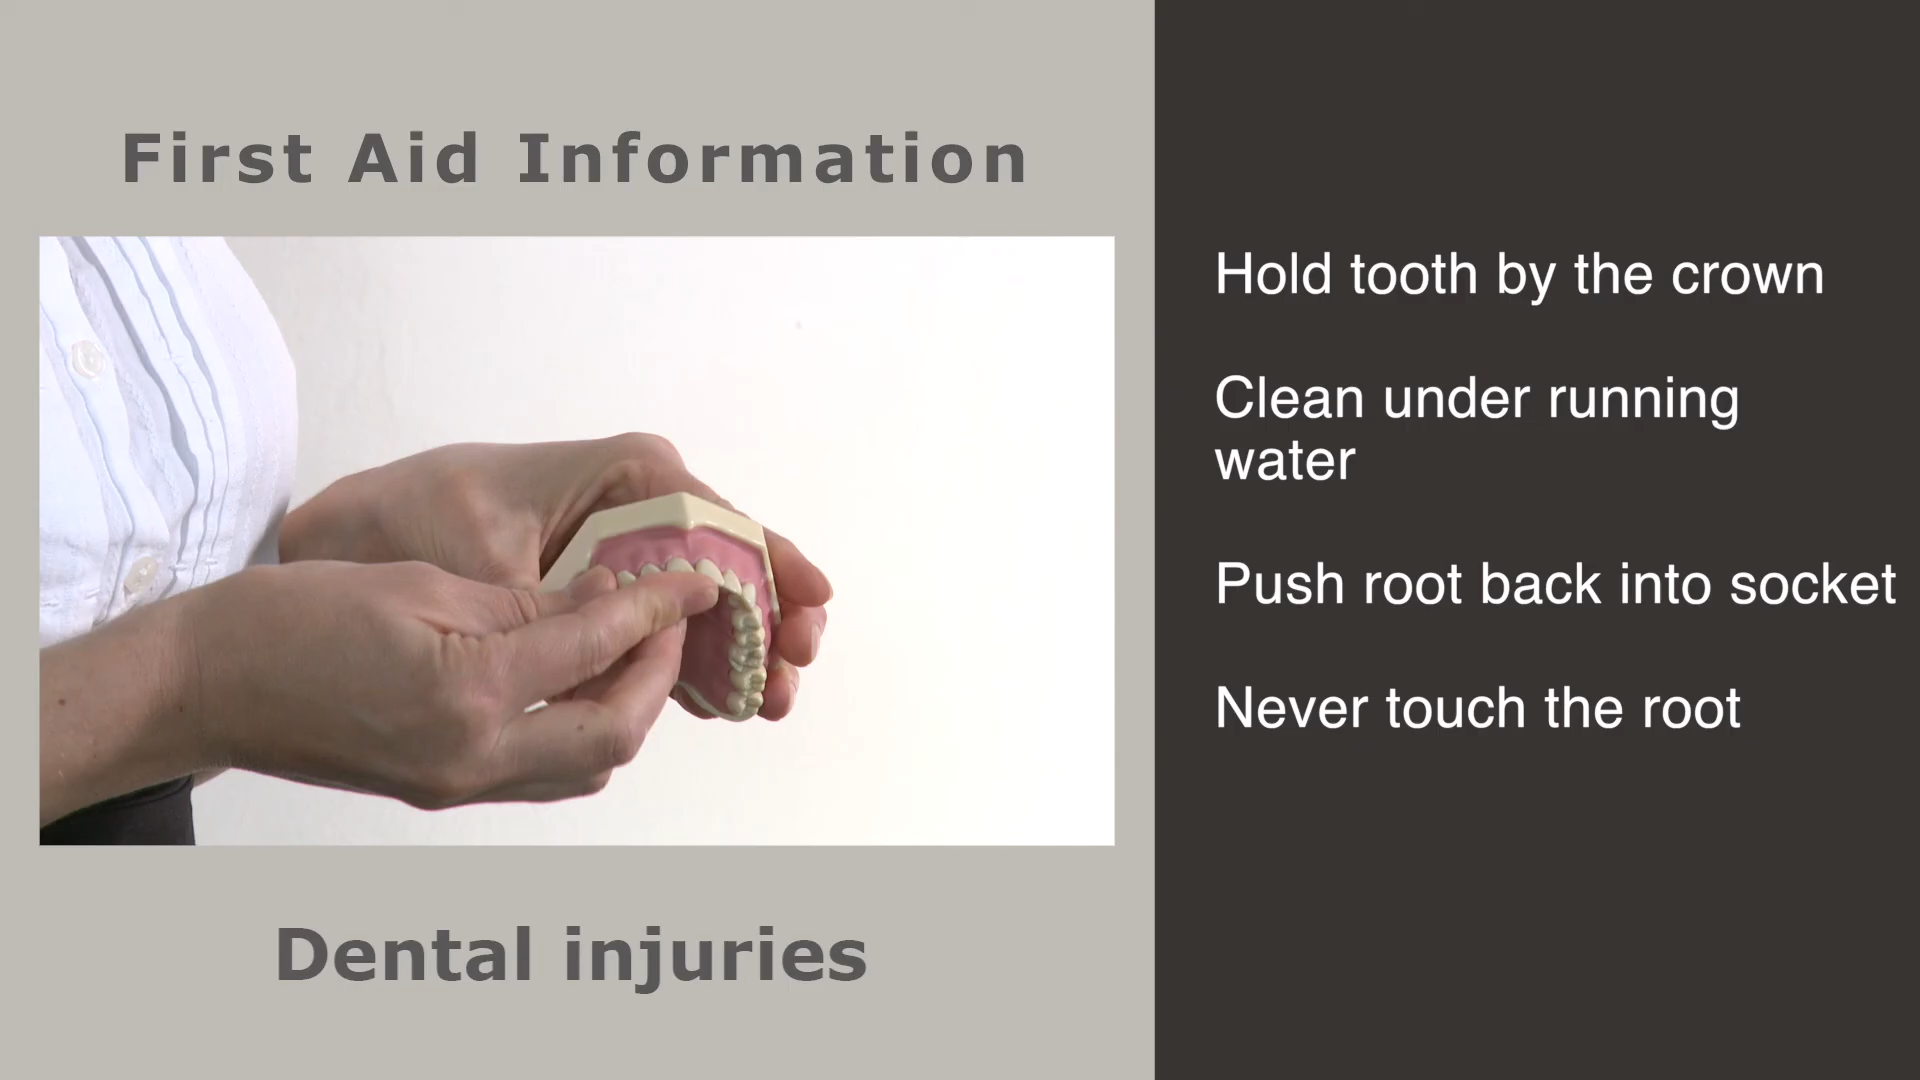 First Aid Information
Dental injuries
Hold tooth by the crown
Clean under running
water
Push root back into socket
Never touch the root